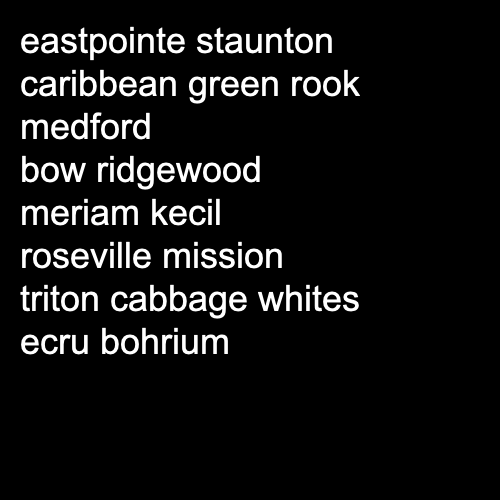 eastpointe staunton
caribbean green rook
medford
bow ridgewood
meriam kecil
roseville mission
triton cabbage whites
ecru bohrium